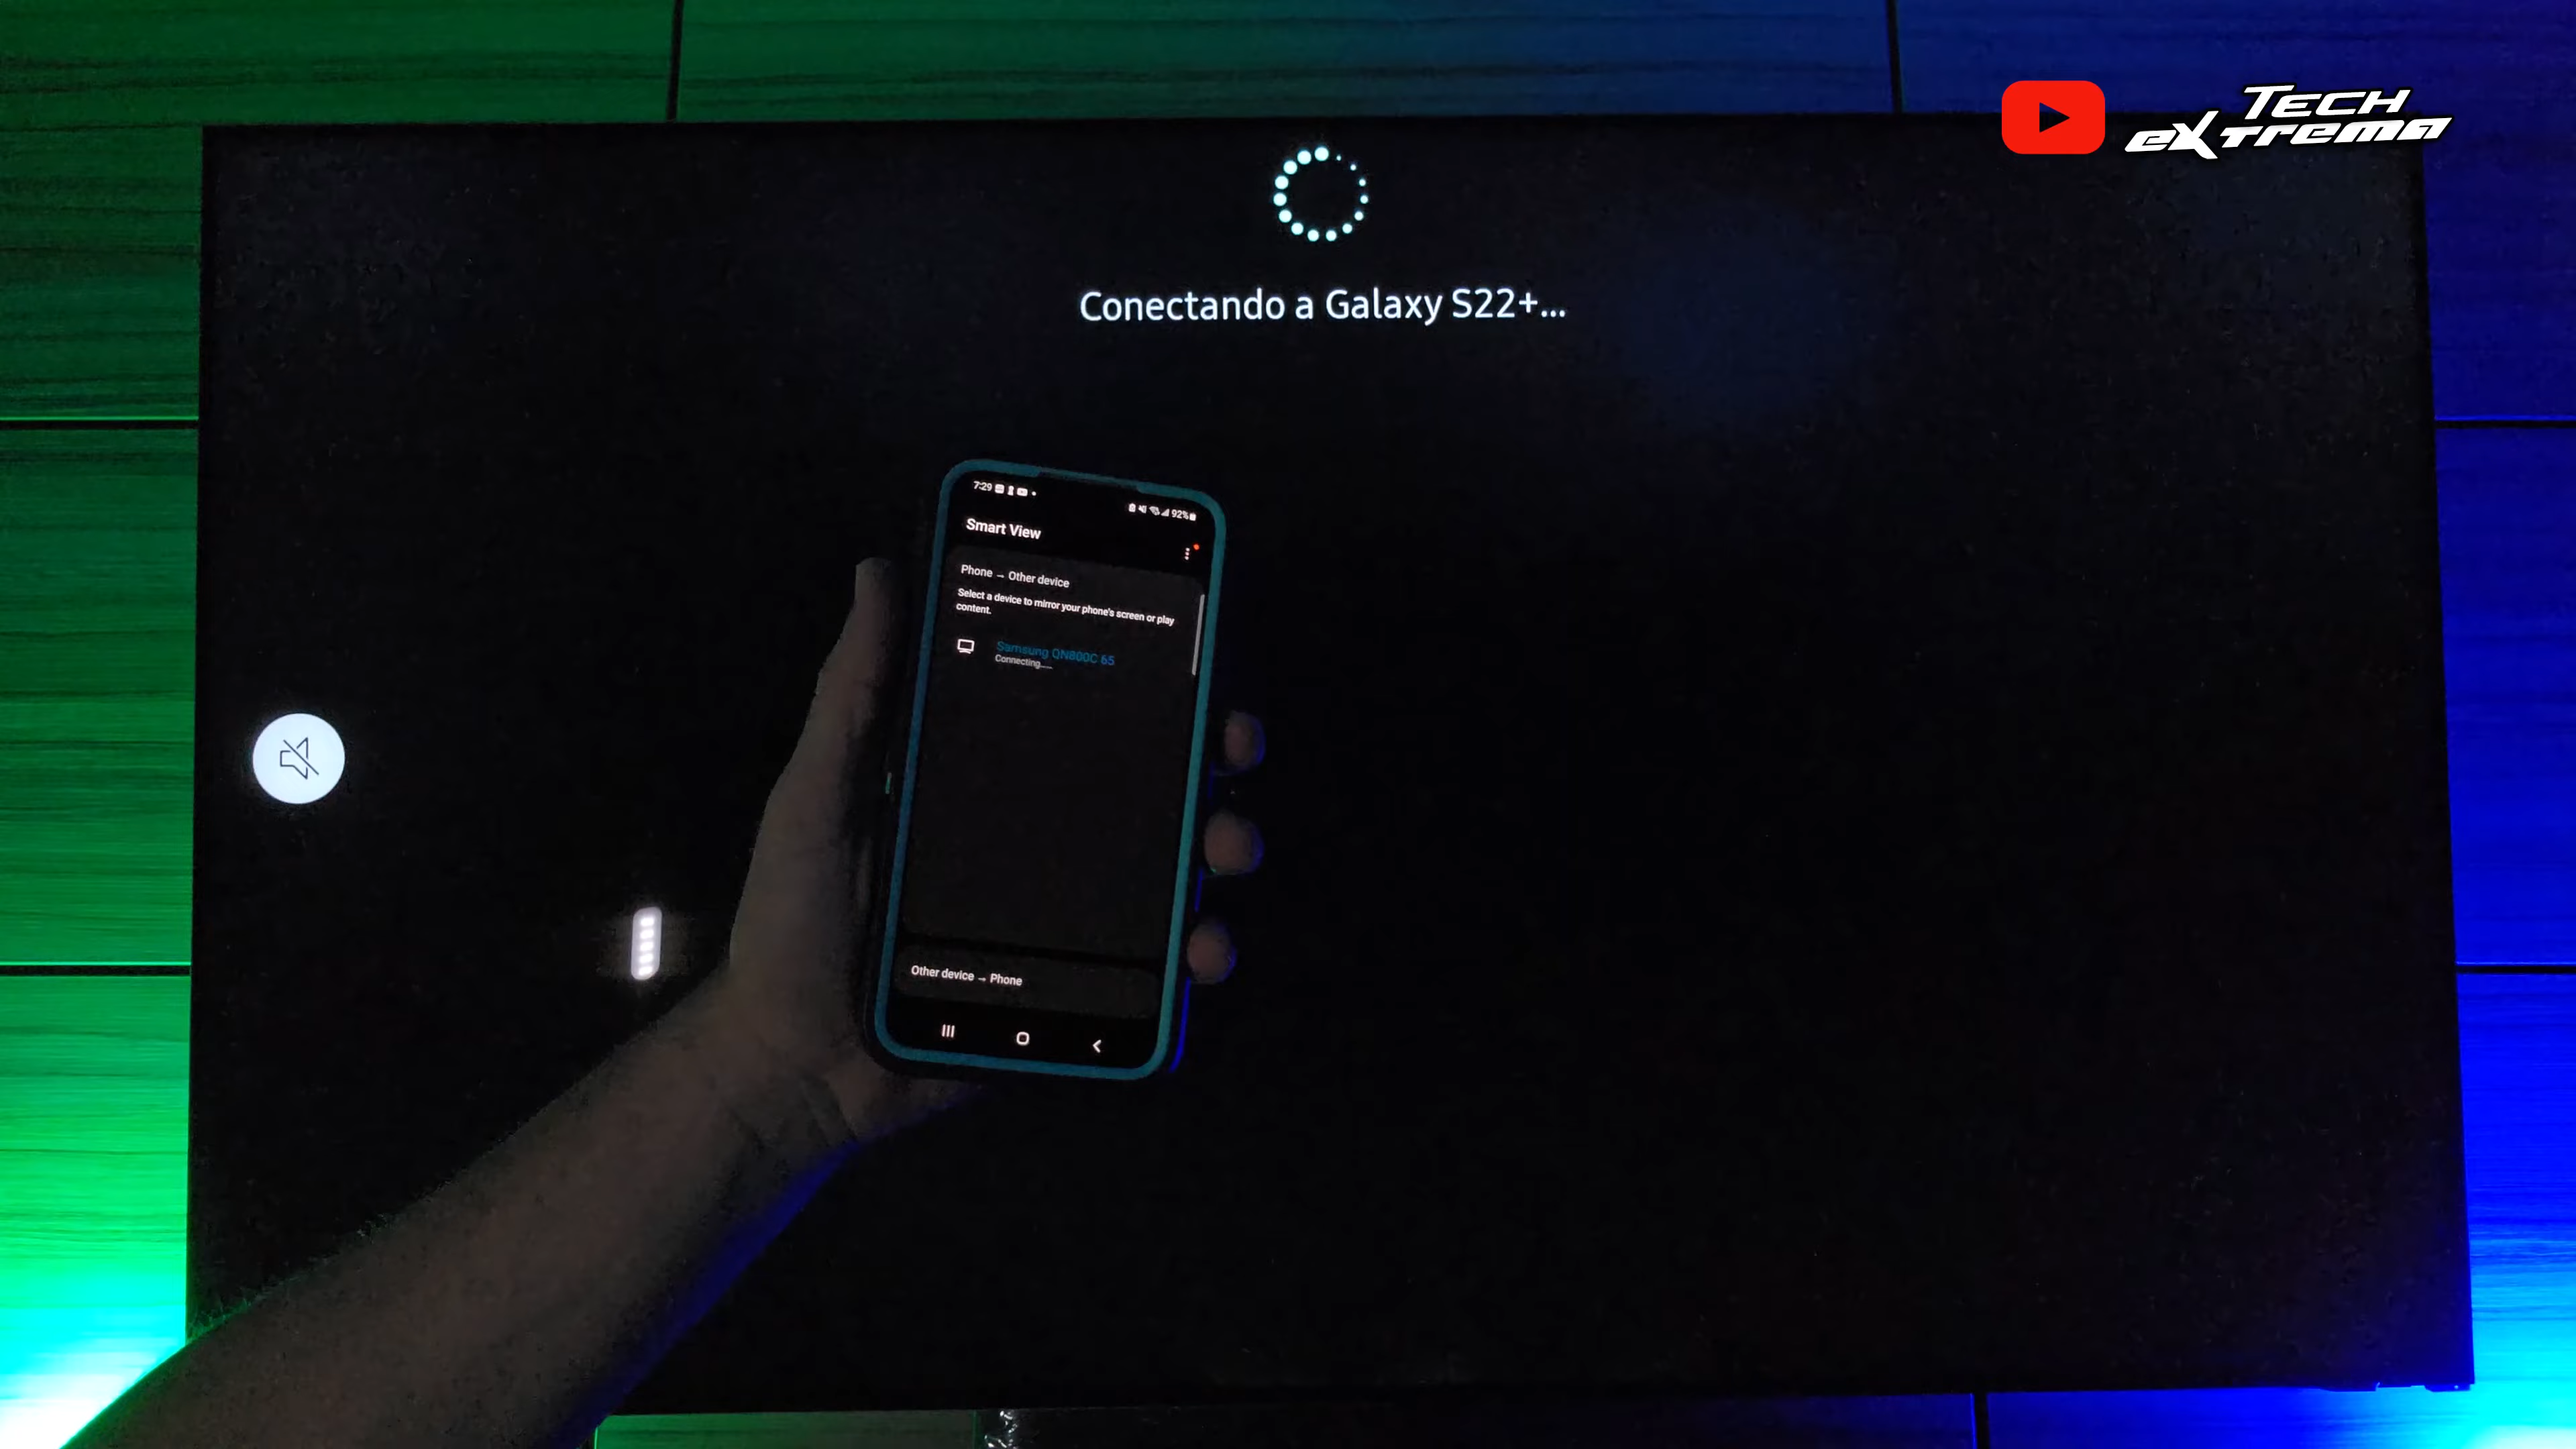 TECH
eXTREMA
Conectando a Galaxy S22+...
7:29
92%
Smart View
Phone → Other device
Select a device to mirror your phone's screen or play
content.
Samsung QN800C 65
Connecting...
Other device → Phone